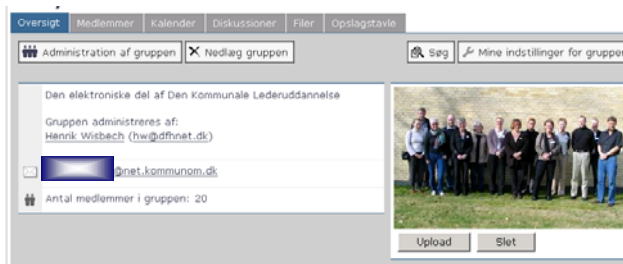 Oversigt Medlemmer Kalender Diskussioner Filer Opslagstavle
Administration af gruppen Nedlæg gruppen Søg Mine indstillinger for gruppen
Den elektroniske del af Den Kommunale Lederuddannelse
Gruppen administreres af:
Henrik Wisbech (hw@dfhnet.dk)
@net.kommunom.dk
Antal medlemmer i gruppen: 20
Upload Slet